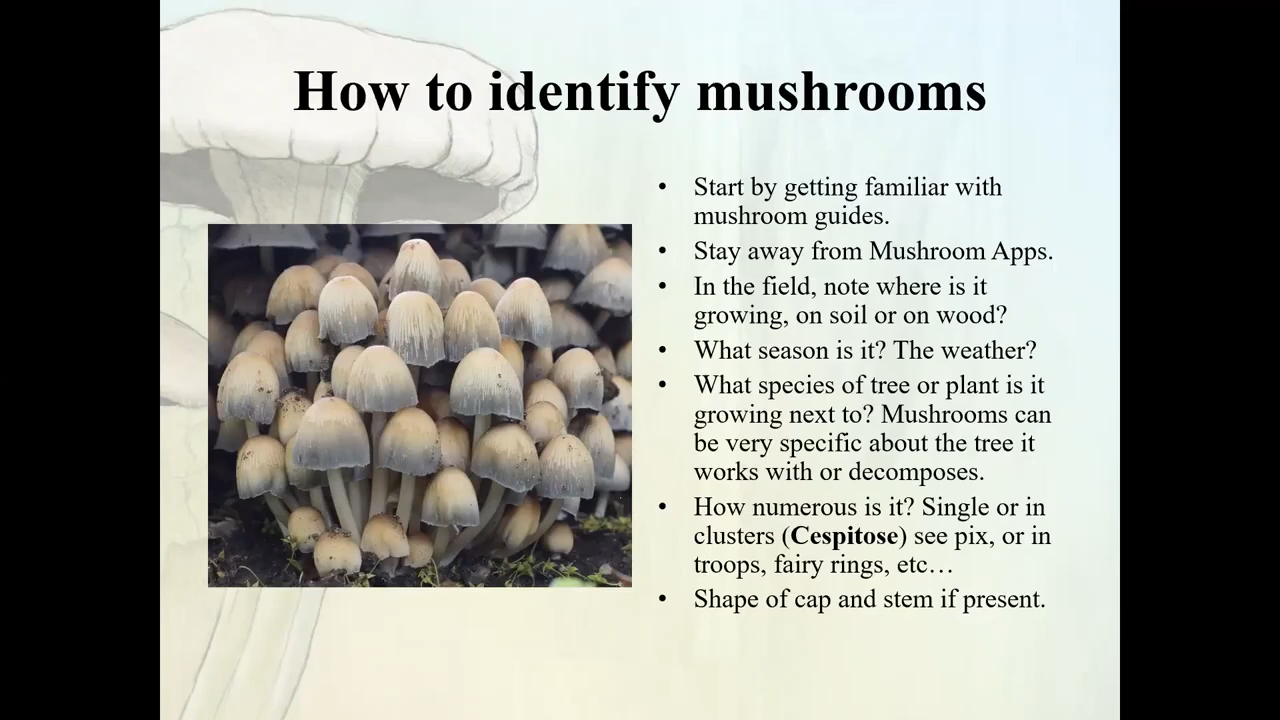 How to identify mushrooms
• Start by getting familiar with
mushroom guides.
• Stay away from Mushroom Apps.
• In the field, note where is it
growing, on soil or on wood?
• What season is it? The weather?
• What species of tree or plant is it
growing next to? Mushrooms can
be very specific about the tree it
works with or decomposes.
• How numerous is it? Single or in
clusters (Cespitose) see pix, or in
troops, fairy rings, etc…
• Shape of cap and stem if present.